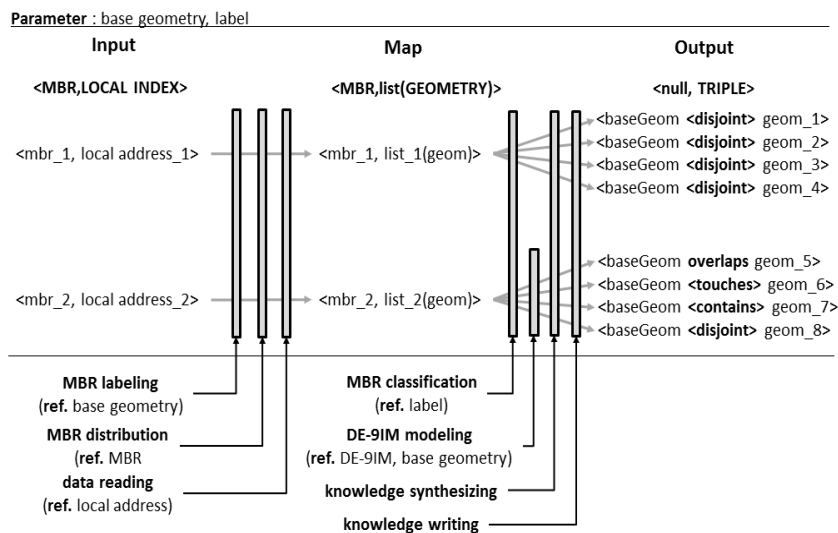 Parameter : base geometry, label
Input Map Output
<MBR,LOCAL INDEX> <MBR,list(GEOMETRY)> <null, TRIPLE>
<mbr_1, local address_1> <mbr_1, list_1(geom)>
<baseGeom <disjoint> geom_1>
<baseGeom <disjoint> geom_2>
<baseGeom <disjoint> geom_3>
<baseGeom <disjoint> geom_4>
<mbr_2, local address_2> <mbr_2, list_2(geom)>
<baseGeom overlaps geom_5>
<baseGeom <touches> geom_6>
<baseGeom <contains> geom_7>
<baseGeom <disjoint> geom_8>
MBR labeling
(ref. base geometry)
MBR distribution
(ref. MBR
data reading
(ref. local address)
MBR classification
(ref. label)
DE-9IM modeling
(ref. DE-9IM, base geometry)
knowledge synthesizing
knowledge writing